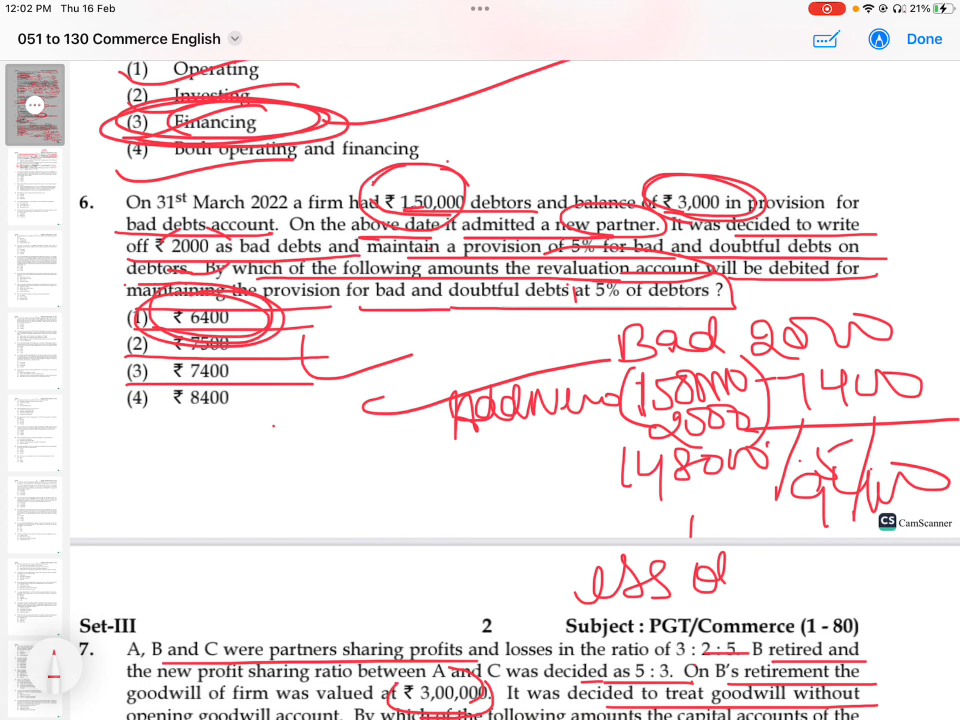 12:02 PM Thu 16 Feb
21%
051 to 130 Commerce English
Done
(1) Operating
(2) Investing
(3) Financing
(4) Both operating and financing
6. On 31st March 2022 a firm had ₹ 1,50,000 debtors and balance of ₹ 3,000 in provision for
bad debts account. On the above date it admitted a new partner. It was decided to write
off ₹ 2000 as bad debts and maintain a provision of 5% for bad and doubtful debts on
debtors. By which of the following amounts the revaluation account will be debited for
maintaining the provision for bad and doubtful debts at 5% of debtors ?
(1) ₹ 6400
(2) ₹ 7500
(3) ₹ 7400
(4) ₹ 8400
Bad 2000
(150000 7400
2000
148000
CS CamScanner
ess
Set-III 2 Subject : PGT/Commerce (1 - 80)
7. A, B and C were partners sharing profits and losses in the ratio of 3 : 2 : 5. B retired and
the new profit sharing ratio between A and C was decided as 5 : 3. On B's retirement the
goodwill of firm was valued at ₹ 3,00,000. It was decided to treat goodwill without
opening goodwill account. By which of the following amounts the capital accounts of the